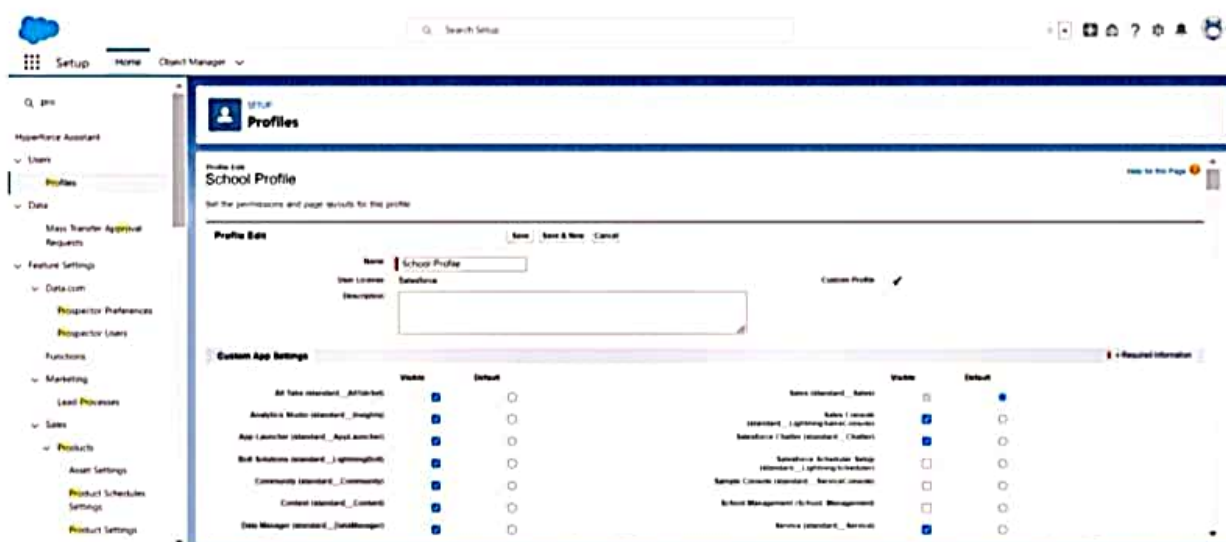 Search Setup
Setup
Home
Object Manager
pro
Hyperforce Assistant
Users
Profiles
Data
Mass Transfer Approval
Requests
Feature Settings
Data.com
Prospector Preferences
Prospector Users
Functions
Marketing
Lead Processes
Sales
Products
Asset Settings
Product Schedules
Settings
Product Settings
SETUP
Profiles
Profile Edit
School Profile
Help for this Page
Set the permissions and page layouts for this profile
Profile Edit
Save
Save & New
Cancel
Name
School Profile
User License
Salesforce
Custom Profile
Description
Custom App Settings
= Required Information
Visible
Default
Visible
Default
All Tabs (standard__AllTabSet)
Sales (standard__Sales)
Analytics Studio (standard__Insights)
Sales Console
(standard__LightningSalesConsole)
App Launcher (standard__AppLauncher)
Salesforce Chatter (standard__Chatter)
Bolt Solutions (standard__LightningBolt)
Salesforce Scheduler Setup
(standard__LightningScheduler)
Community (standard__Community)
Sample Console (standard__ServiceConsole)
Content (standard__Content)
School Management (School_Management)
Data Manager (standard__DataManager)
Service (standard__Service)